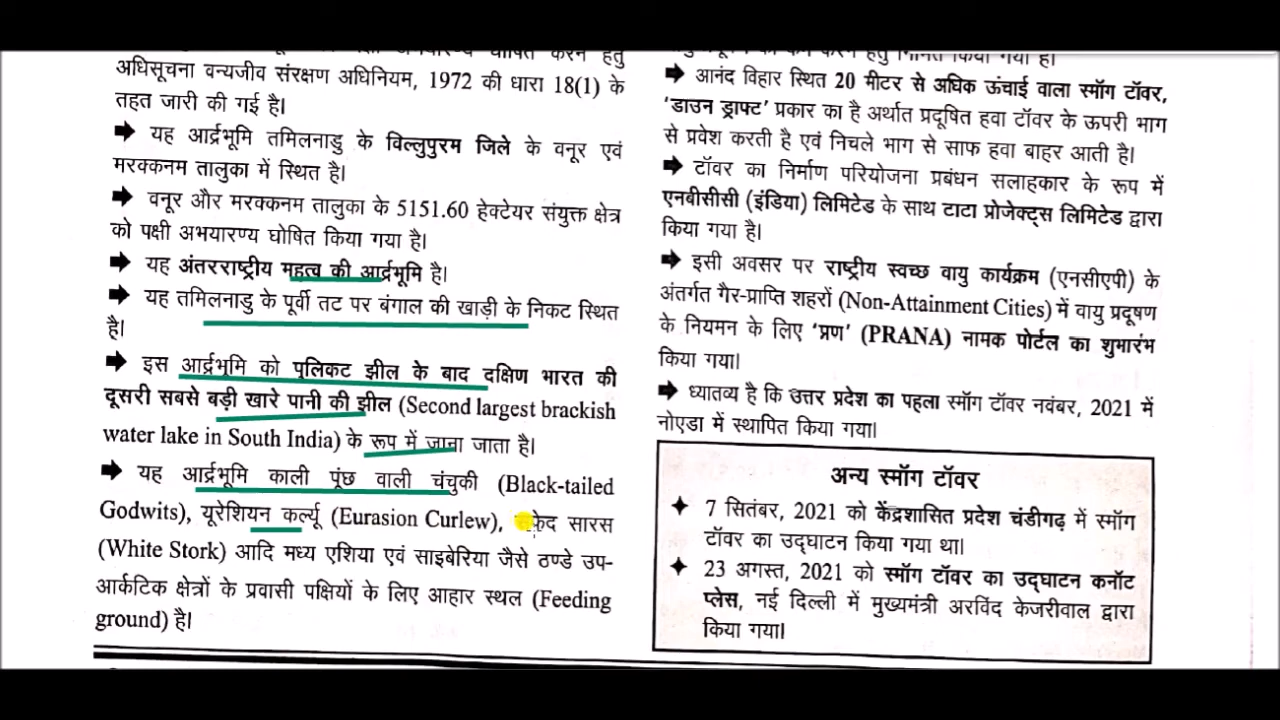 घोषित करने हेतु
अधिसूचना वन्यजीव संरक्षण अधिनियम, 1972 की धारा 18(1) के
तहत जारी की गई है।
➡ यह आर्द्रभूमि तमिलनाडु के विल्लुपुरम जिले के वनूर एवं
मरक्कनम तालुका में स्थित है।
➡ वनूर और मरक्कनम तालुका के 5151.60 हेक्टेयर संयुक्त क्षेत्र
को पक्षी अभयारण्य घोषित किया गया है।
➡ यह अंतरराष्ट्रीय महत्व की आर्द्रभूमि है।
➡ यह तमिलनाडु के पूर्वी तट पर बंगाल की खाड़ी के निकट स्थित
है।
➡ इस आर्द्रभूमि को पुलिकट झील के बाद दक्षिण भारत की
दूसरी सबसे बड़ी खारे पानी की झील (Second largest brackish
water lake in South India) के रूप में जाना जाता है।
➡ यह आर्द्रभूमि काली पूंछ वाली चंचुकी (Black-tailed
Godwits), यूरेशियन कर्ल्यू (Eurasion Curlew), सफेद सारस
(White Stork) आदि मध्य एशिया एवं साइबेरिया जैसे ठण्डे उप-
आर्कटिक क्षेत्रों के प्रवासी पक्षियों के लिए आहार स्थल (Feeding
ground) है।
करने हेतु निर्मित किया गया है।
➡ आनंद विहार स्थित 20 मीटर से अधिक ऊंचाई वाला स्मॉग टॉवर,
'डाउन ड्राफ्ट' प्रकार का है अर्थात प्रदूषित हवा टॉवर के ऊपरी भाग
से प्रवेश करती है एवं निचले भाग से साफ हवा बाहर आती है।
➡ टॉवर का निर्माण परियोजना प्रबंधन सलाहकार के रूप में
एनबीसीसी (इंडिया) लिमिटेड के साथ टाटा प्रोजेक्ट्स लिमिटेड द्वारा
किया गया है।
➡ इसी अवसर पर राष्ट्रीय स्वच्छ वायु कार्यक्रम (एनसीएपी) के
अंतर्गत गैर-प्राप्ति शहरों (Non-Attainment Cities) में वायु प्रदूषण
के नियमन के लिए 'प्रण' (PRANA) नामक पोर्टल का शुभारंभ
किया गया।
➡ ध्यातव्य है कि उत्तर प्रदेश का पहला स्मॉग टॉवर नवंबर, 2021 में
नोएडा में स्थापित किया गया।
अन्य स्मॉग टॉवर
✦ 7 सितंबर, 2021 को केंद्रशासित प्रदेश चंडीगढ़ में स्मॉग
टॉवर का उद्घाटन किया गया था।
✦ 23 अगस्त, 2021 को स्मॉग टॉवर का उद्घाटन कनॉट
प्लेस, नई दिल्ली में मुख्यमंत्री अरविंद केजरीवाल द्वारा
किया गया।